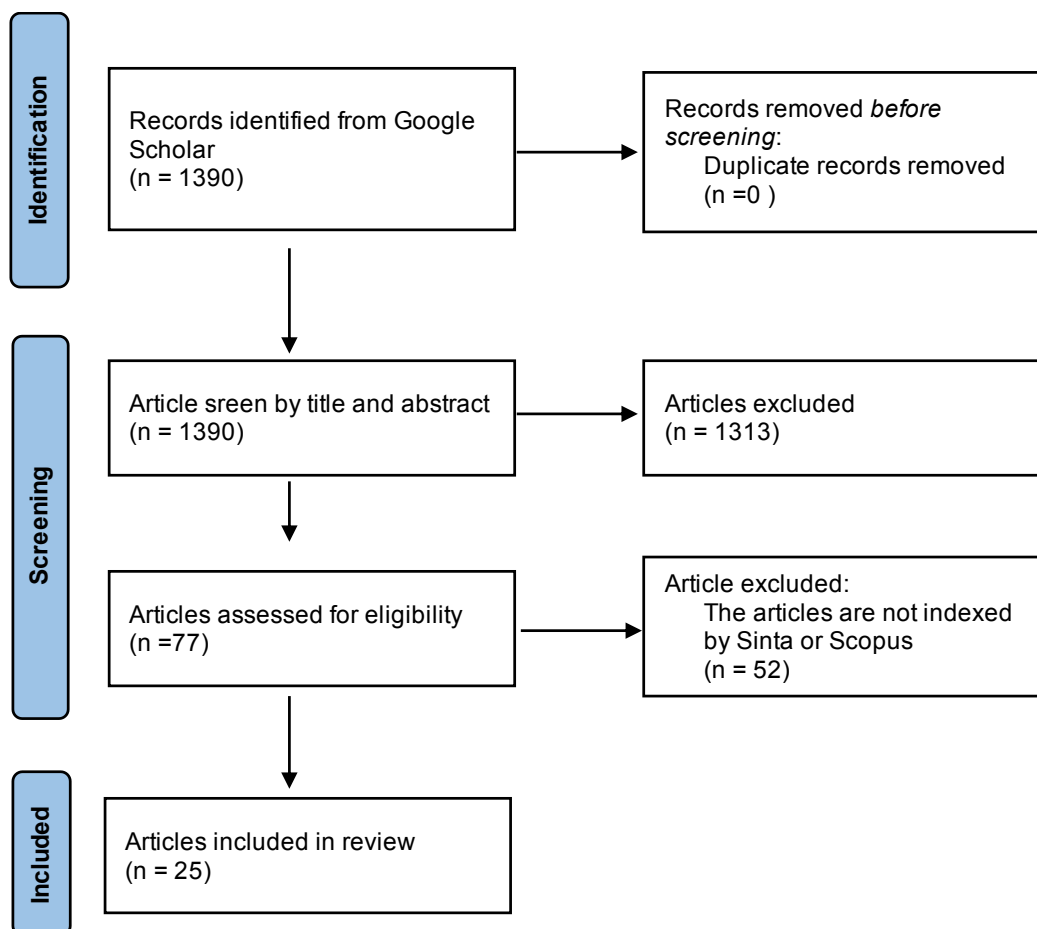 Identification
Records identified from Google
Scholar
(n = 1390)
Records removed before
screening:
Duplicate records removed
(n =0 )
Screening
Article sreen by title and abstract
(n = 1390)
Articles excluded
(n = 1313)
Articles assessed for eligibility
(n =77)
Article excluded:
The articles are not indexed
by Sinta or Scopus
(n = 52)
Included
Articles included in review
(n = 25)